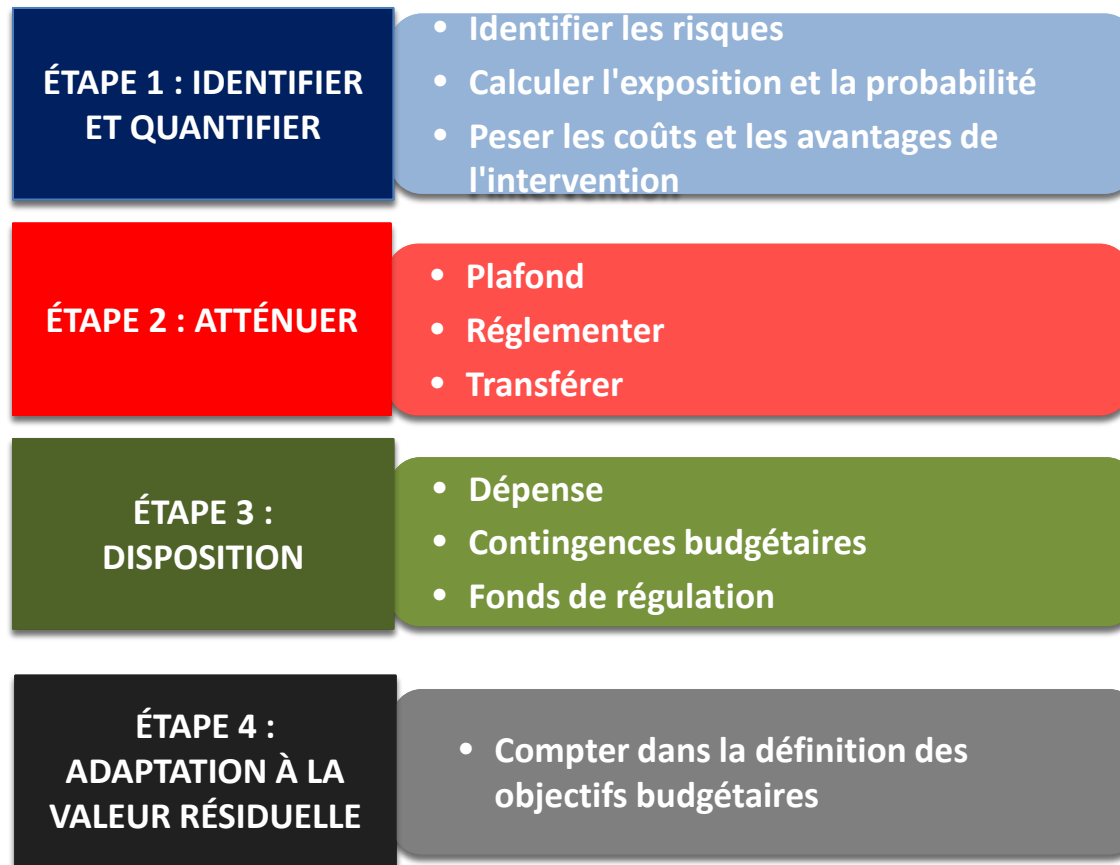 ÉTAPE 1 : IDENTIFIER
ET QUANTIFIER
• Identifier les risques
• Calculer l'exposition et la probabilité
• Peser les coûts et les avantages de
l'intervention
ÉTAPE 2 : ATTÉNUER
• Plafond
• Réglementer
• Transférer
ÉTAPE 3 :
DISPOSITION
• Dépense
• Contingences budgétaires
• Fonds de régulation
ÉTAPE 4 :
ADAPTATION À LA
VALEUR RÉSIDUELLE
• Compter dans la définition des
objectifs budgétaires